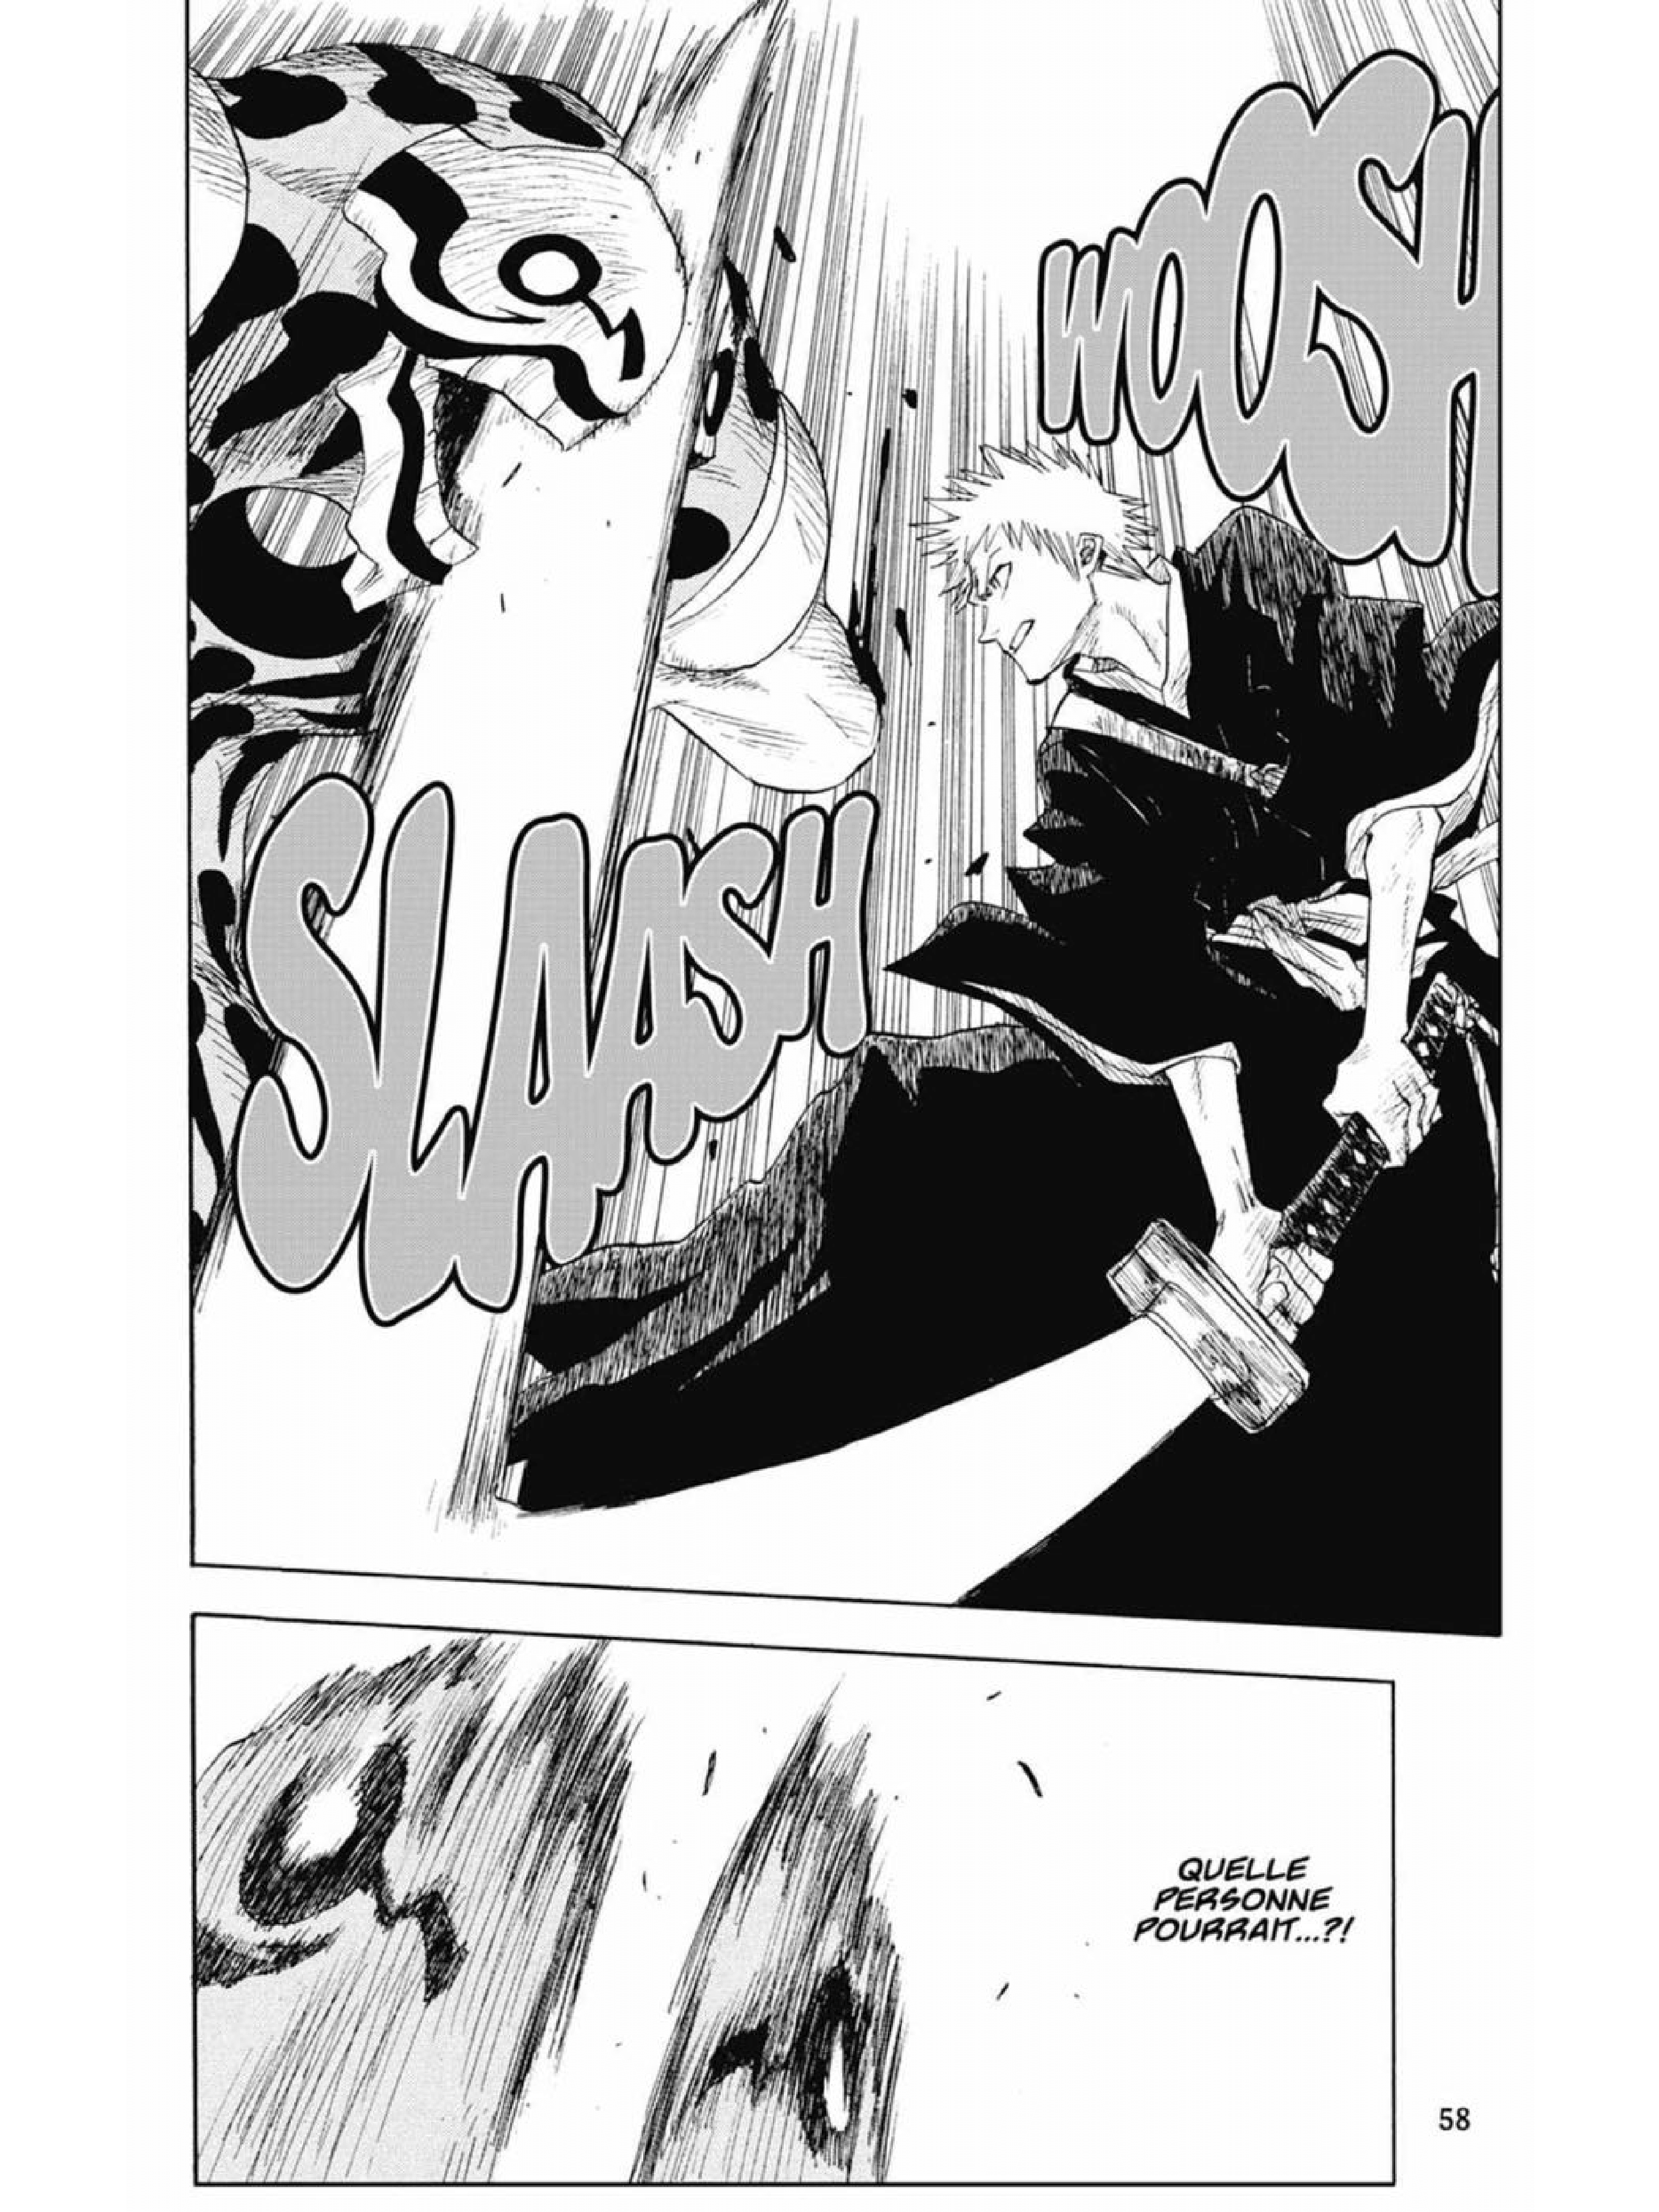 WOOSH
SLAASH
QUELLE
PERSONNE
POURRAIT...?!
58